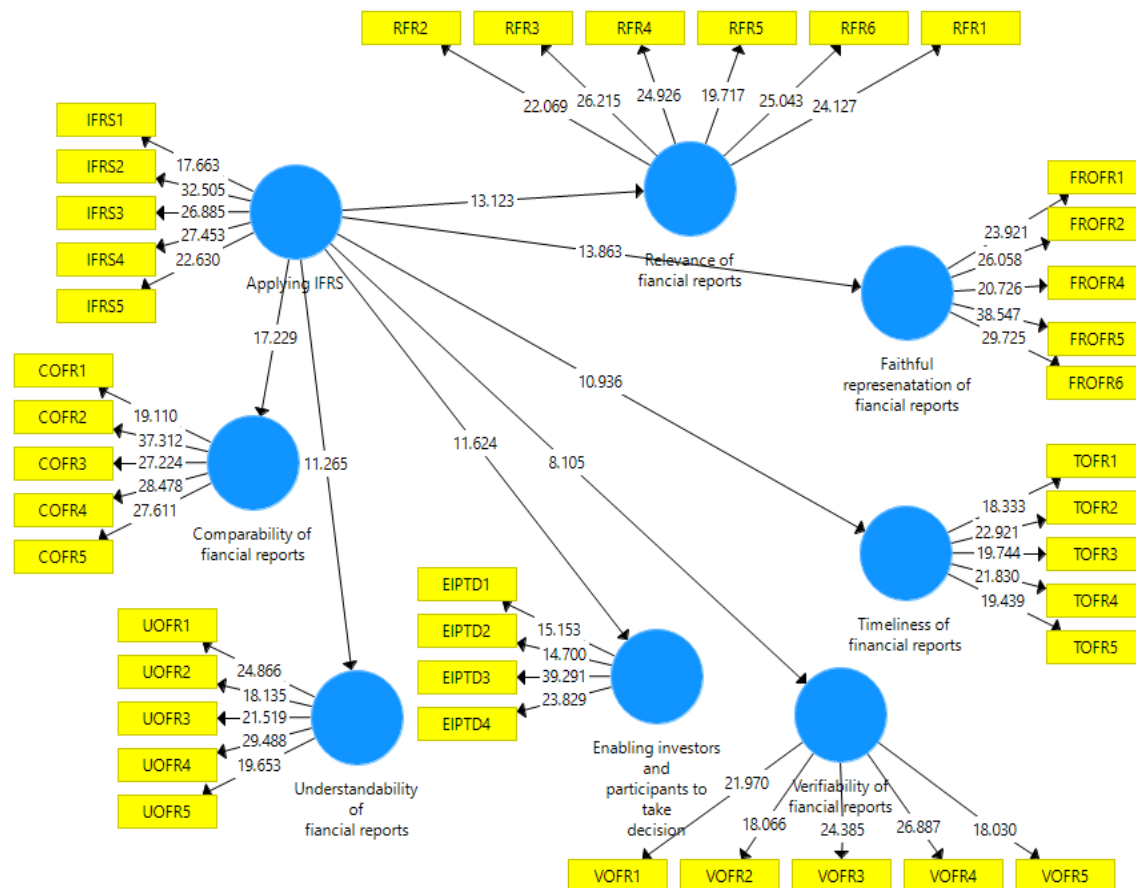 RFR2
RFR3
RFR4
RFR5
RFR6
RFR1
22.069
26.215
24.926
19.717
25.043
24.127
IFRS1
IFRS2
IFRS3
IFRS4
IFRS5
17.663
32.505
26.885
27.453
22.630
Applying IFRS
13.123
Relevance of
fiancial reports
13.863
FROFR1
FROFR2
FROFR4
FROFR5
FROFR6
23.921
26.058
20.726
38.547
29.725
Faithful
represenatation of
fiancial reports
17.229
COFR1
COFR2
COFR3
COFR4
COFR5
19.110
37.312
27.224
28.478
27.611
Comparability of
fiancial reports
11.265
11.624
8.105
10.936
TOFR1
TOFR2
TOFR3
TOFR4
TOFR5
18.333
22.921
19.744
21.830
19.439
Timeliness of
financial reports
UOFR1
UOFR2
UOFR3
UOFR4
UOFR5
24.866
18.135
21.519
29.488
19.653
Understandability
of
fiancial reports
EIPTD1
EIPTD2
EIPTD3
EIPTD4
15.153
14.700
39.291
23.829
Enabling investors
and
participants to
take
decision
Verifiability of
fiancial reports
21.970
18.066
24.385
26.887
18.030
VOFR1
VOFR2
VOFR3
VOFR4
VOFR5